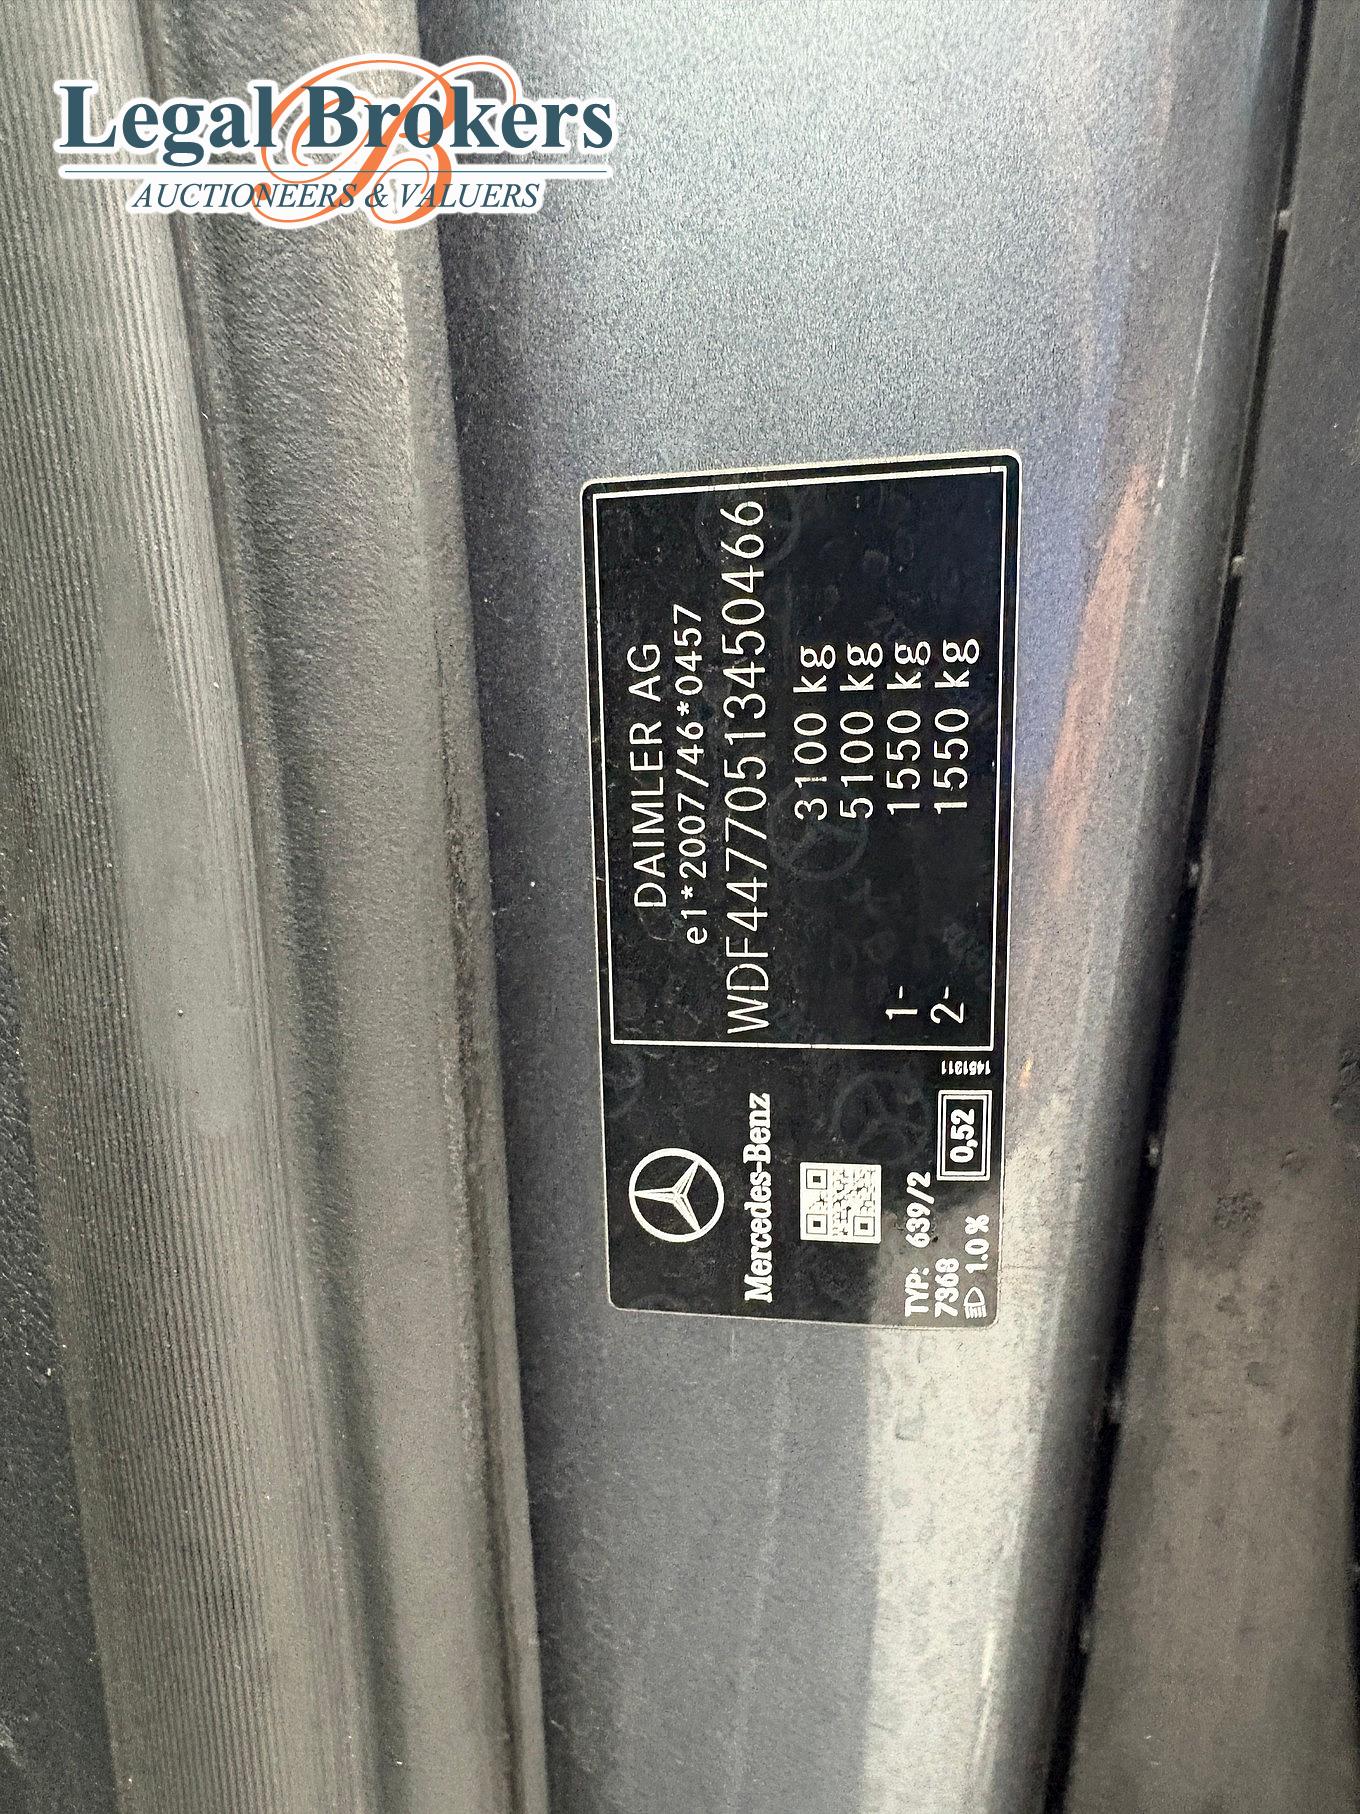 Legal Brokers
AUCTIONEERS & VALUERS
DAIMLER AG
e1*2007/46*0457
WDF44770513450466
3100 kg
5100 kg
1- 1550 kg
2- 1550 kg
Mercedes-Benz
TYP: 639/2
7368
1.0 %
0,52
1451311